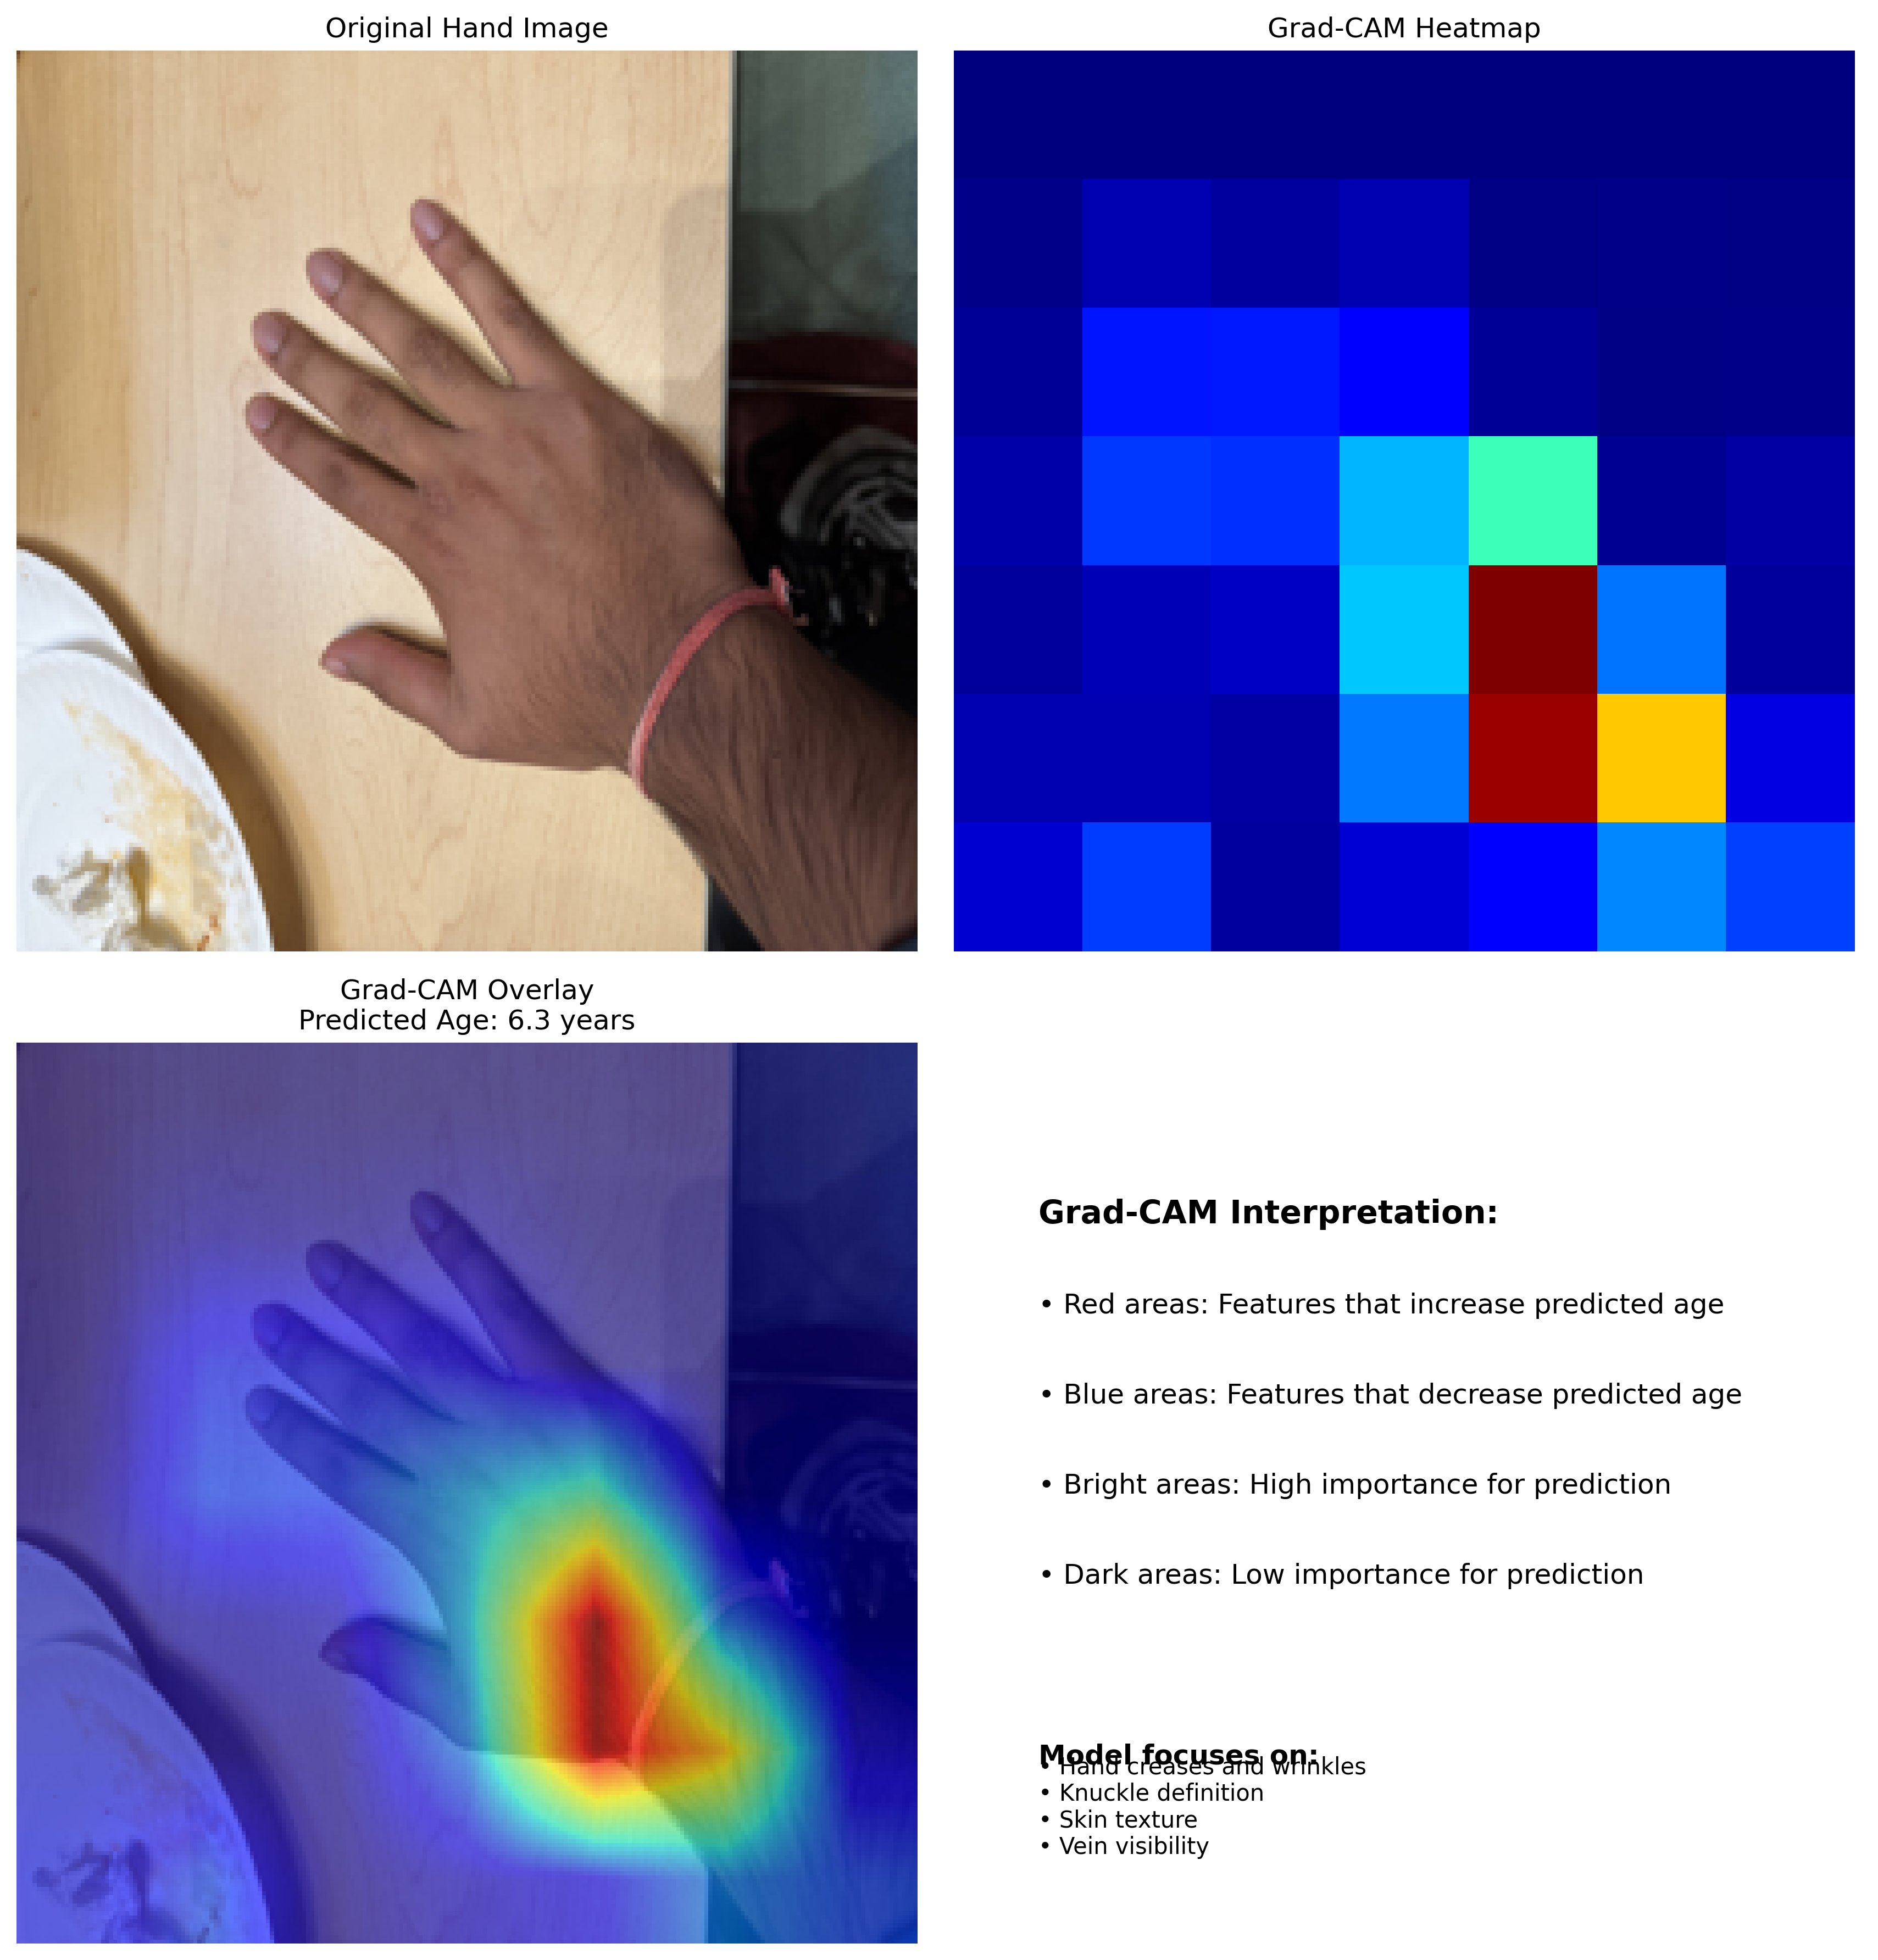 Original Hand Image
Grad-CAM Heatmap
Grad-CAM Overlay
Predicted Age: 6.3 years
Grad-CAM Interpretation:
• Red areas: Features that increase predicted age
• Blue areas: Features that decrease predicted age
• Bright areas: High importance for prediction
• Dark areas: Low importance for prediction
Model focuses on:
• Hand creases and wrinkles
• Knuckle definition
• Skin texture
• Vein visibility